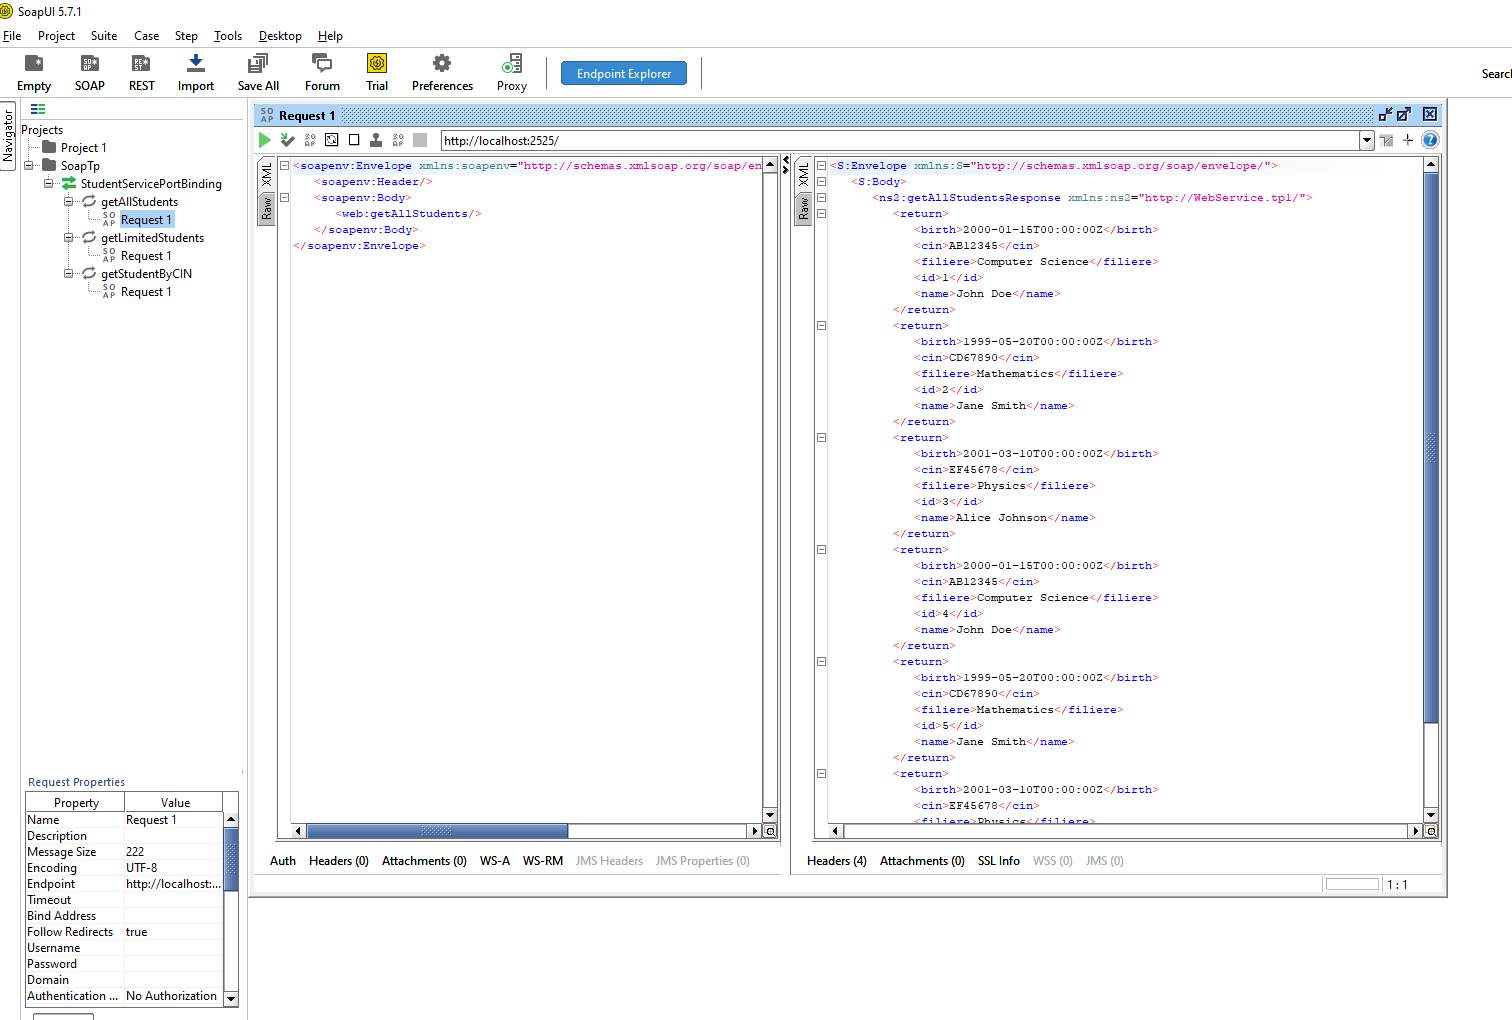 SoapUI 5.7.1
File Project Suite Case Step Tools Desktop Help
Empty SOAP REST Import Save All Forum Trial Preferences Proxy Endpoint Explorer Search
Navigator
Projects
Project 1
SoapTp
StudentServicePortBinding
getAllStudents
Request 1
getLimitedStudents
Request 1
getStudentByCIN
Request 1
Request Properties
Property Value
Name Request 1
Description
Message Size 222
Encoding UTF-8
Endpoint http://localhost:...
Timeout
Bind Address
Follow Redirects true
Username
Password
Domain
Authentication ... No Authorization
Request 1
http://localhost:2525/
XML
Raw
<soapenv:Envelope xmlns:soapenv="http://schemas.xmlsoap.org/soap/en
<soapenv:Header/>
<soapenv:Body>
<web:getAllStudents/>
</soapenv:Body>
</soapenv:Envelope>
Auth Headers (0) Attachments (0) WS-A WS-RM JMS Headers JMS Properties (0)
XML
Raw
<S:Envelope xmlns:S="http://schemas.xmlsoap.org/soap/envelope/">
<S:Body>
<ns2:getAllStudentsResponse xmlns:ns2="http://WebService.tp1/">
<return>
<birth>2000-01-15T00:00:00Z</birth>
<cin>AB12345</cin>
<filiere>Computer Science</filiere>
<id>1</id>
<name>John Doe</name>
</return>
<return>
<birth>1999-05-20T00:00:00Z</birth>
<cin>CD67890</cin>
<filiere>Mathematics</filiere>
<id>2</id>
<name>Jane Smith</name>
</return>
<return>
<birth>2001-03-10T00:00:00Z</birth>
<cin>EF45678</cin>
<filiere>Physics</filiere>
<id>3</id>
<name>Alice Johnson</name>
</return>
<return>
<birth>2000-01-15T00:00:00Z</birth>
<cin>AB12345</cin>
<filiere>Computer Science</filiere>
<id>4</id>
<name>John Doe</name>
</return>
<return>
<birth>1999-05-20T00:00:00Z</birth>
<cin>CD67890</cin>
<filiere>Mathematics</filiere>
<id>5</id>
<name>Jane Smith</name>
</return>
<return>
<birth>2001-03-10T00:00:00Z</birth>
<cin>EF45678</cin>
<filiere>Physics</filiere>
Headers (4) Attachments (0) SSL Info WSS (0) JMS (0)
1 : 1